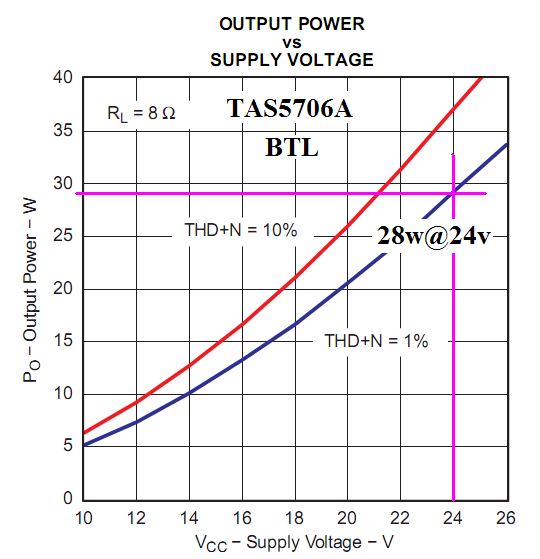 OUTPUT POWER
vs
SUPPLY VOLTAGE
40
35
30
25
20
15
10
5
0
PO – Output Power – W
RL = 8 Ω
TAS5706A
BTL
THD+N = 10%
28w@24v
THD+N = 1%
10 12 14 16 18 20 22 24 26
VCC – Supply Voltage – V